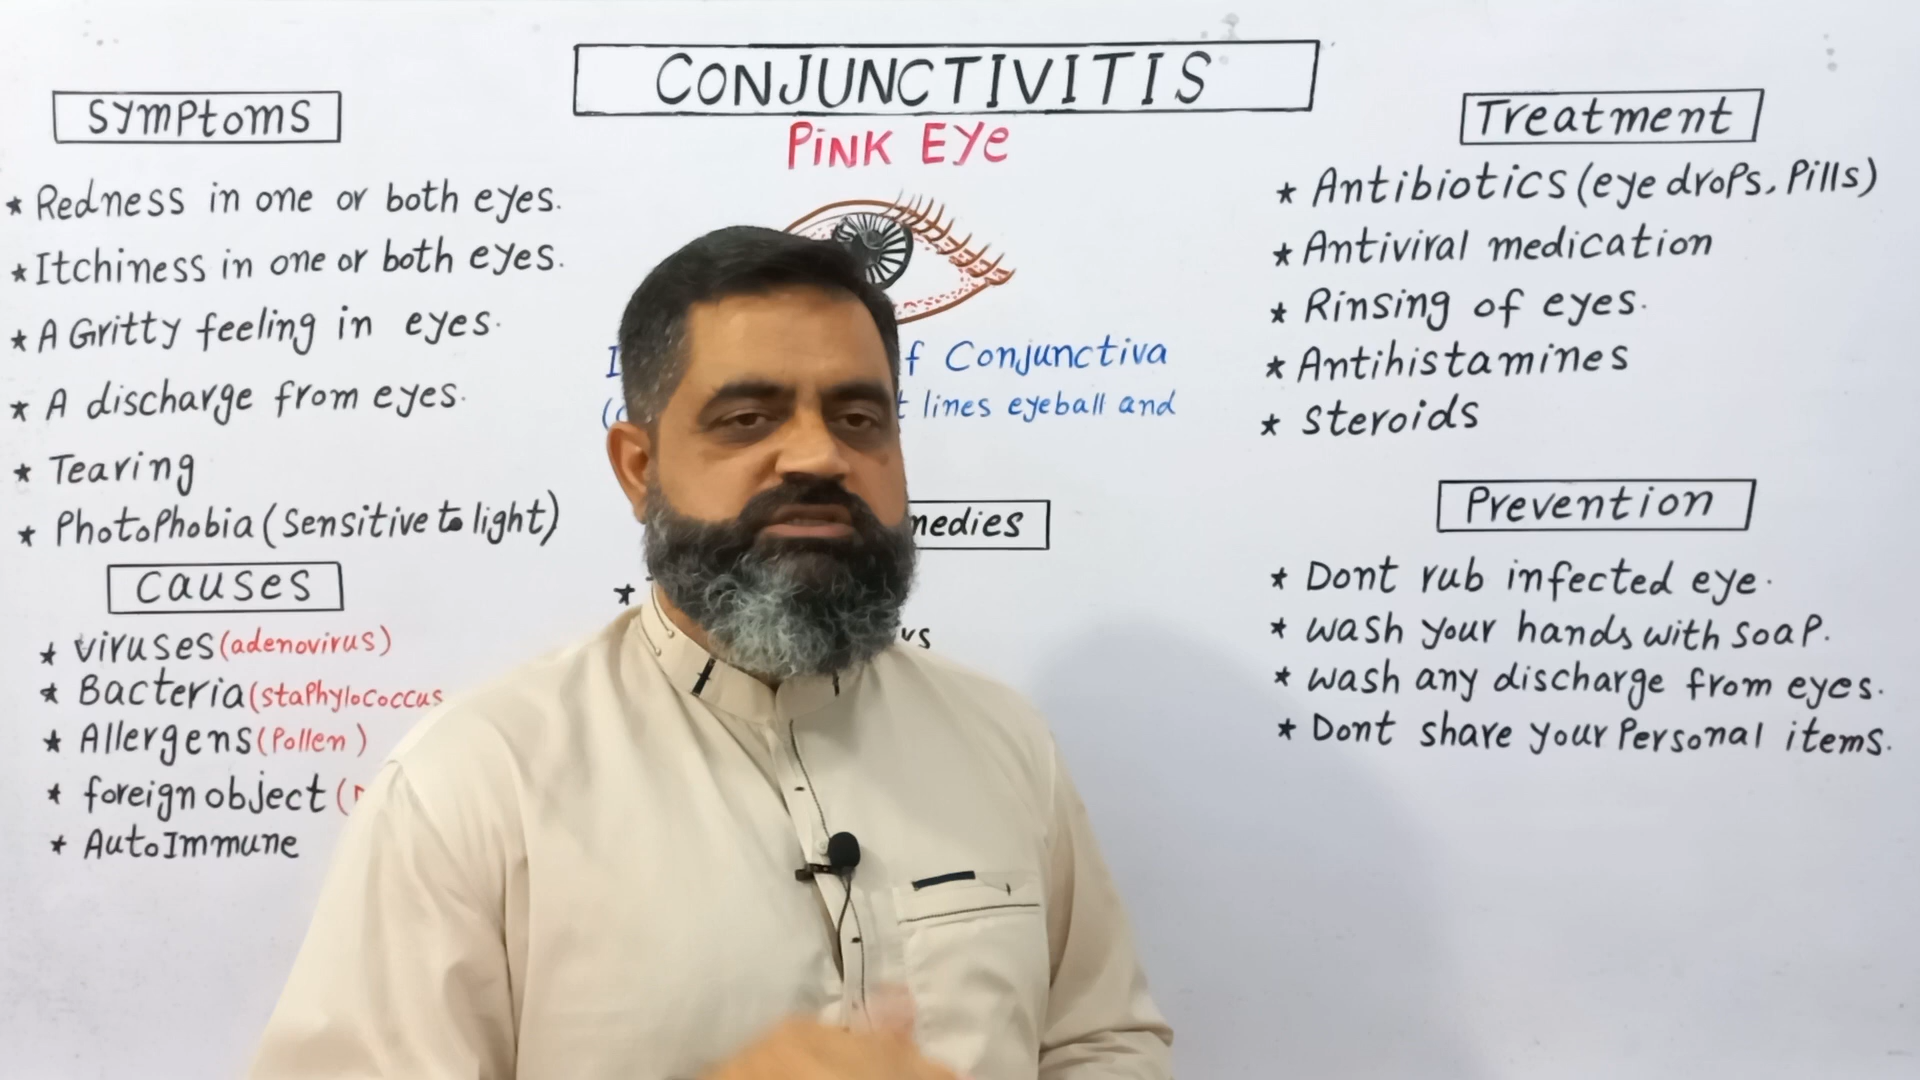 CONJUNCTIVITIS
PINK EYe
Symptoms
* Redness in one or both eyes.
* Itchiness in one or both eyes.
* A Gritty feeling in eyes.
* A discharge from eyes.
* Tearing
* Photophobia (Sensitive to light)
Causes
* viruses (adenovirus)
* Bacteria (staphylococcus
* Allergens (Pollen)
* foreign object (
* AutoImmune
f Conjunctiva
lines eyeball and
medies
*
Treatment
* Antibiotics (eye drops, Pills)
* Antiviral medication
* Rinsing of eyes.
* Antihistamines
* Steroids
Prevention
* Dont rub infected eye.
* wash your hands with soap.
* wash any discharge from eyes.
* Dont share your Personal items.